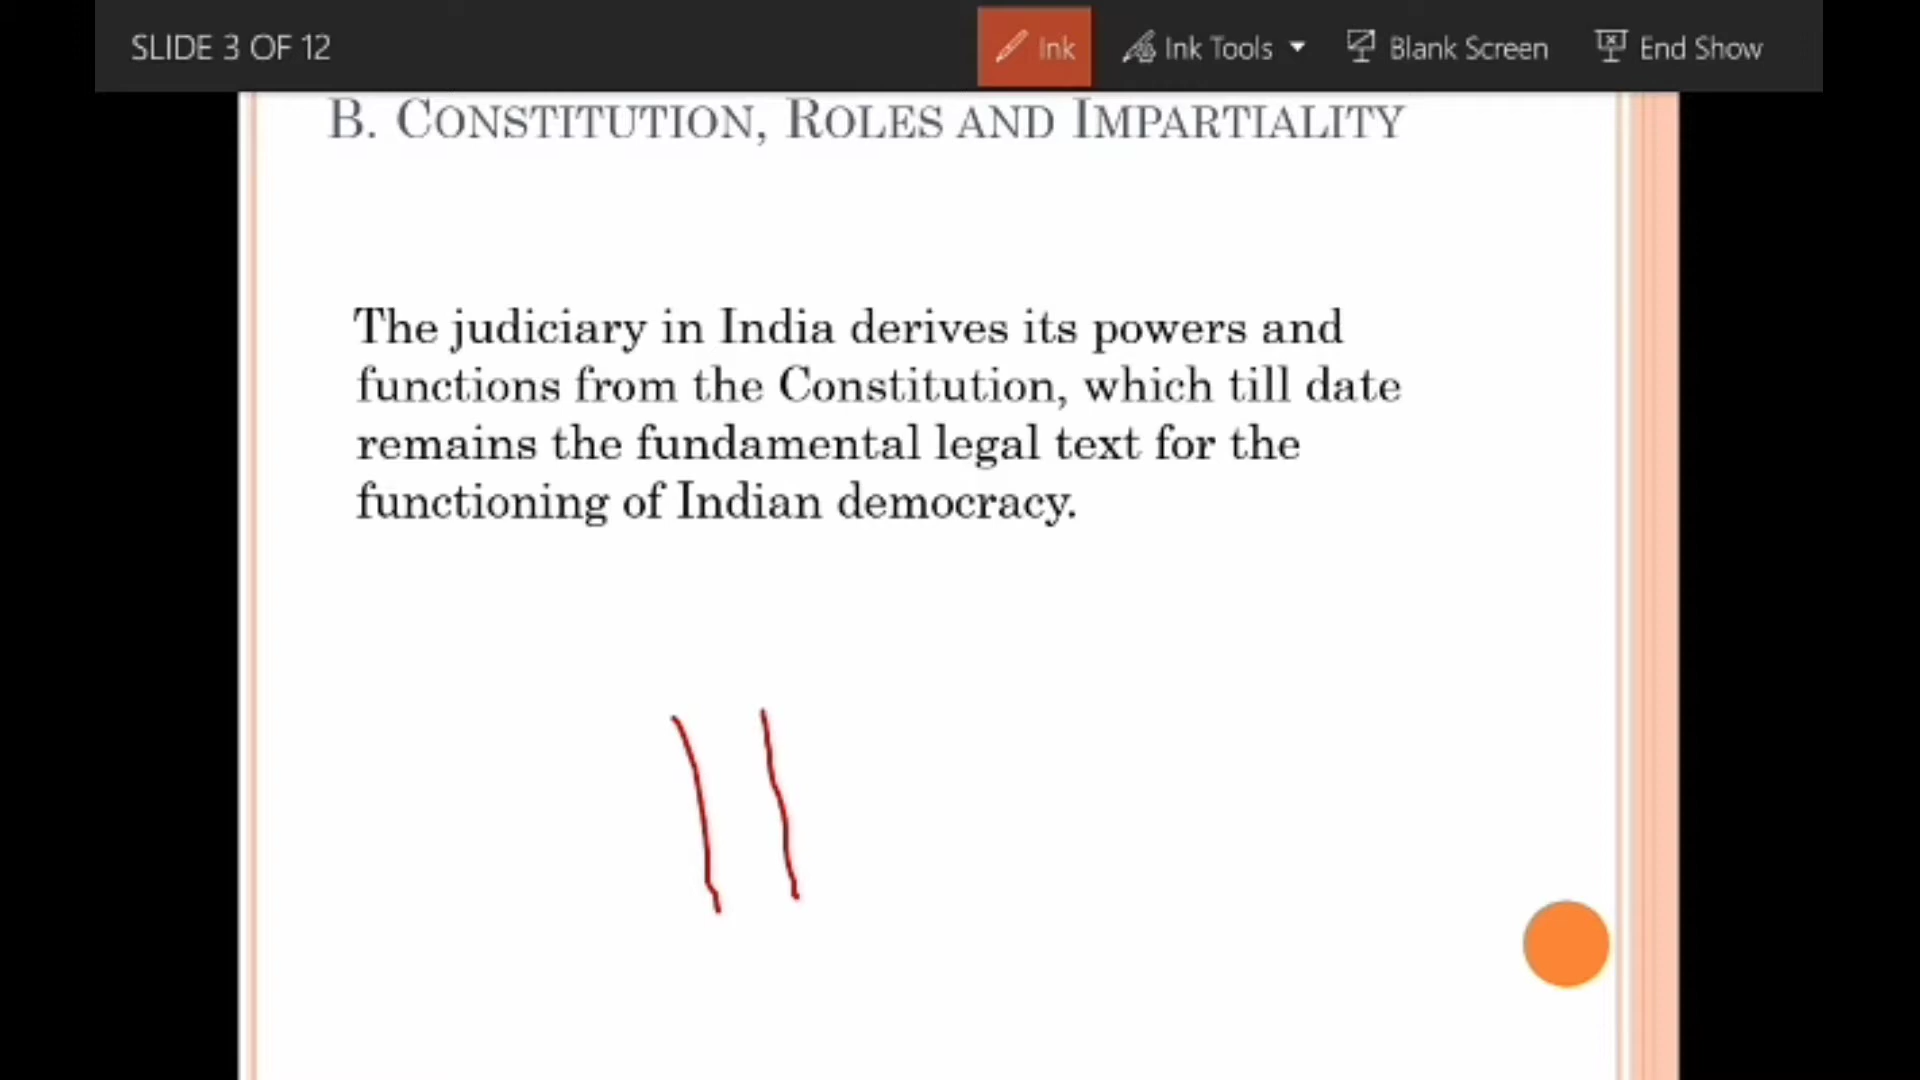 SLIDE 3 OF 12
Ink
Ink Tools
Blank Screen
End Show
B. CONSTITUTION, ROLES AND IMPARTIALITY
The judiciary in India derives its powers and
functions from the Constitution, which till date
remains the fundamental legal text for the
functioning of Indian democracy.